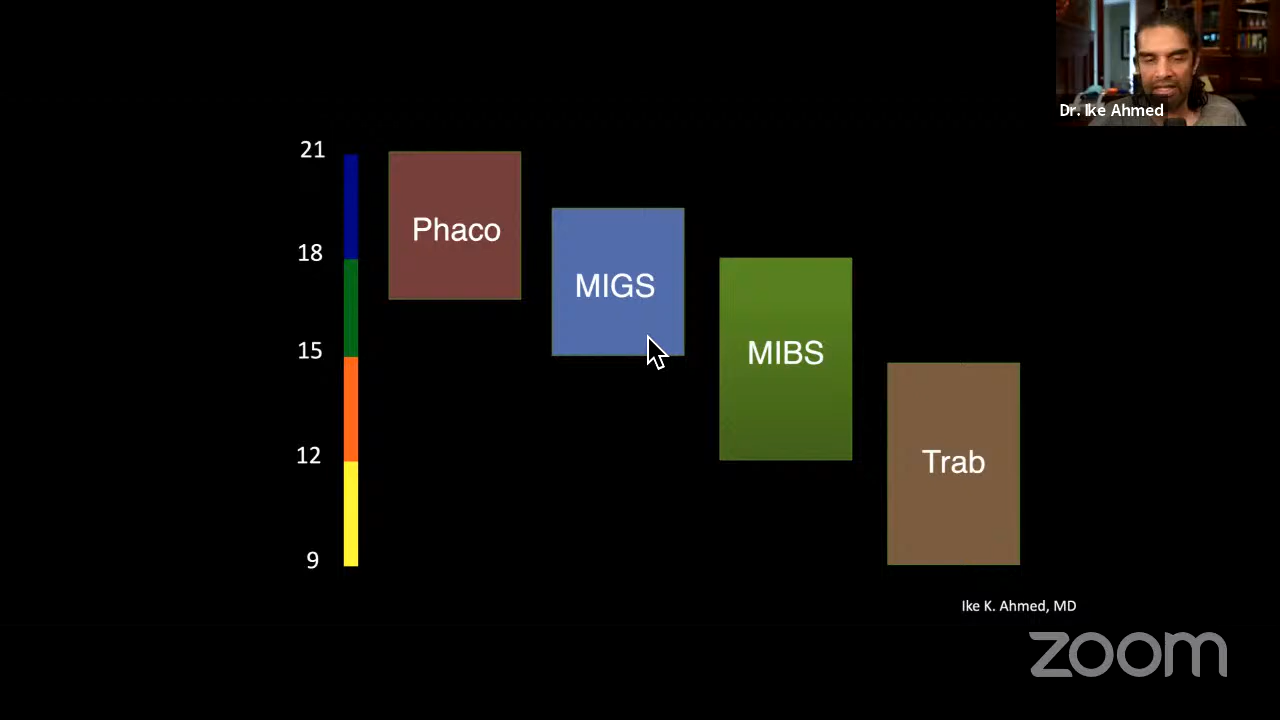 Dr. Ike Ahmed
21
Phaco
18
MIGS
15
MIBS
12
Trab
9
Ike K. Ahmed, MD
zoom